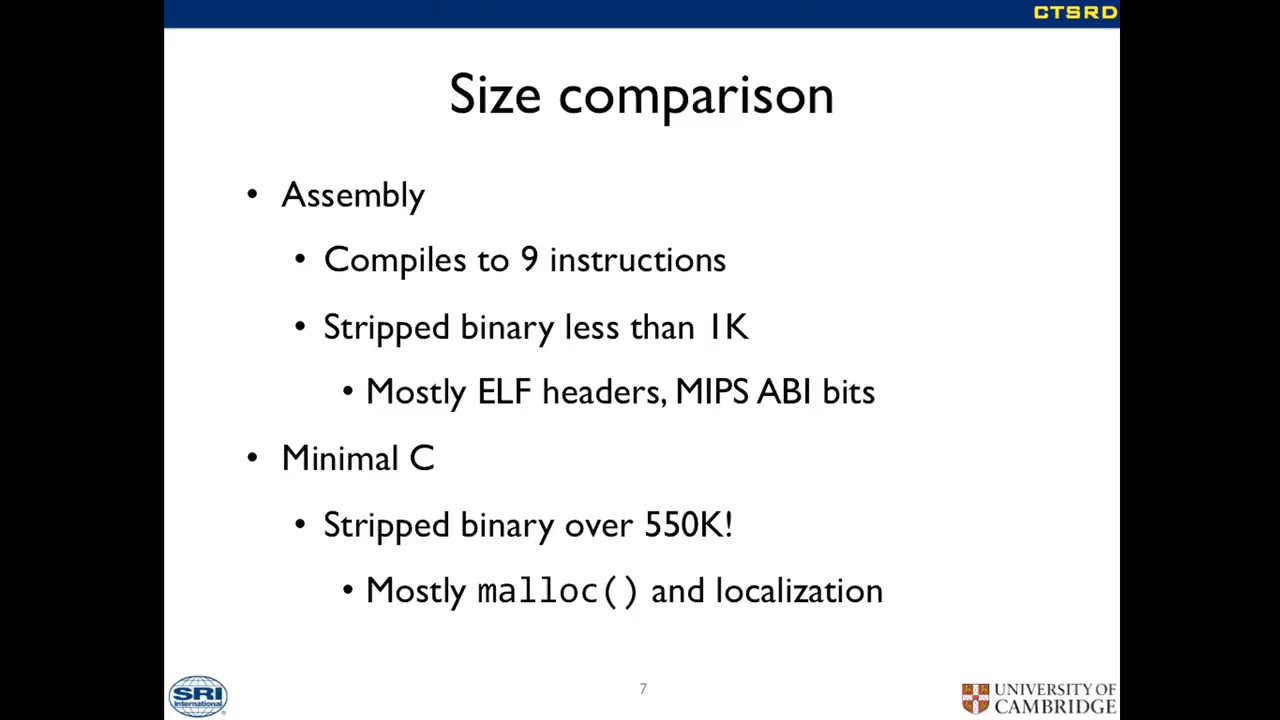 CTSRD
Size comparison
• Assembly
• Compiles to 9 instructions
• Stripped binary less than 1K
• Mostly ELF headers, MIPS ABI bits
• Minimal C
• Stripped binary over 550K!
• Mostly malloc() and localization
SRI
International
7
UNIVERSITY OF
CAMBRIDGE